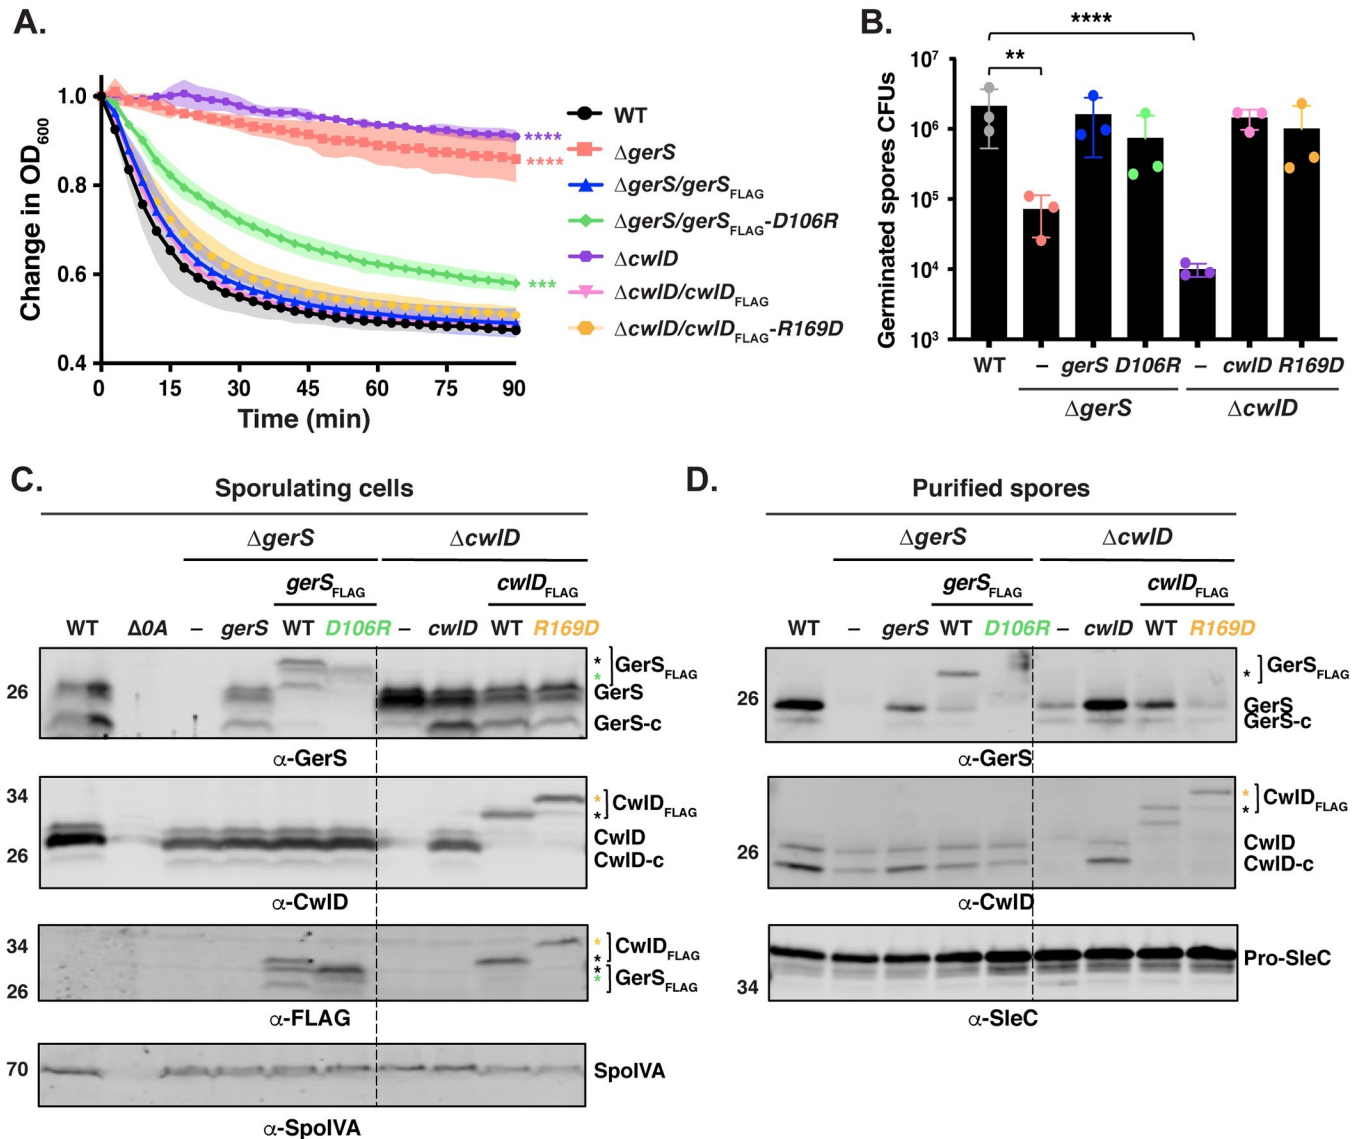 A.
Change in OD600
1.0
0.8
0.6
0.4
0 15 30 45 60 75 90
Time (min)
****
****
***
WT
ΔgerS
ΔgerS/gerSFLAG
ΔgerS/gerSFLAG-D106R
ΔcwlD
ΔcwlD/cwlDFLAG
ΔcwlD/cwlDFLAG-R169D
B.
****
**
Germinated spores CFUs
10⁷
10⁶
10⁵
10⁴
10³
WT – gerS D106R – cwlD R169D
ΔgerS ΔcwlD
C.
Sporulating cells
ΔgerS ΔcwlD
gerSFLAG cwlDFLAG
WT Δ0A – gerS WT D106R – cwlD WT R169D
26
*
*
GerSFLAG
GerS
GerS-c
α-GerS
34
26
*
*
CwlDFLAG
CwlD
CwlD-c
α-CwlD
34
26
*
*
CwlDFLAG
*
*
GerSFLAG
α-FLAG
70
SpoIVA
α-SpoIVA
D.
Purified spores
ΔgerS ΔcwlD
gerSFLAG cwlDFLAG
WT – gerS WT D106R – cwlD WT R169D
26
*
GerSFLAG
GerS
GerS-c
α-GerS
26
*
*
CwlDFLAG
CwlD
CwlD-c
α-CwlD
34
Pro-SleC
α-SleC